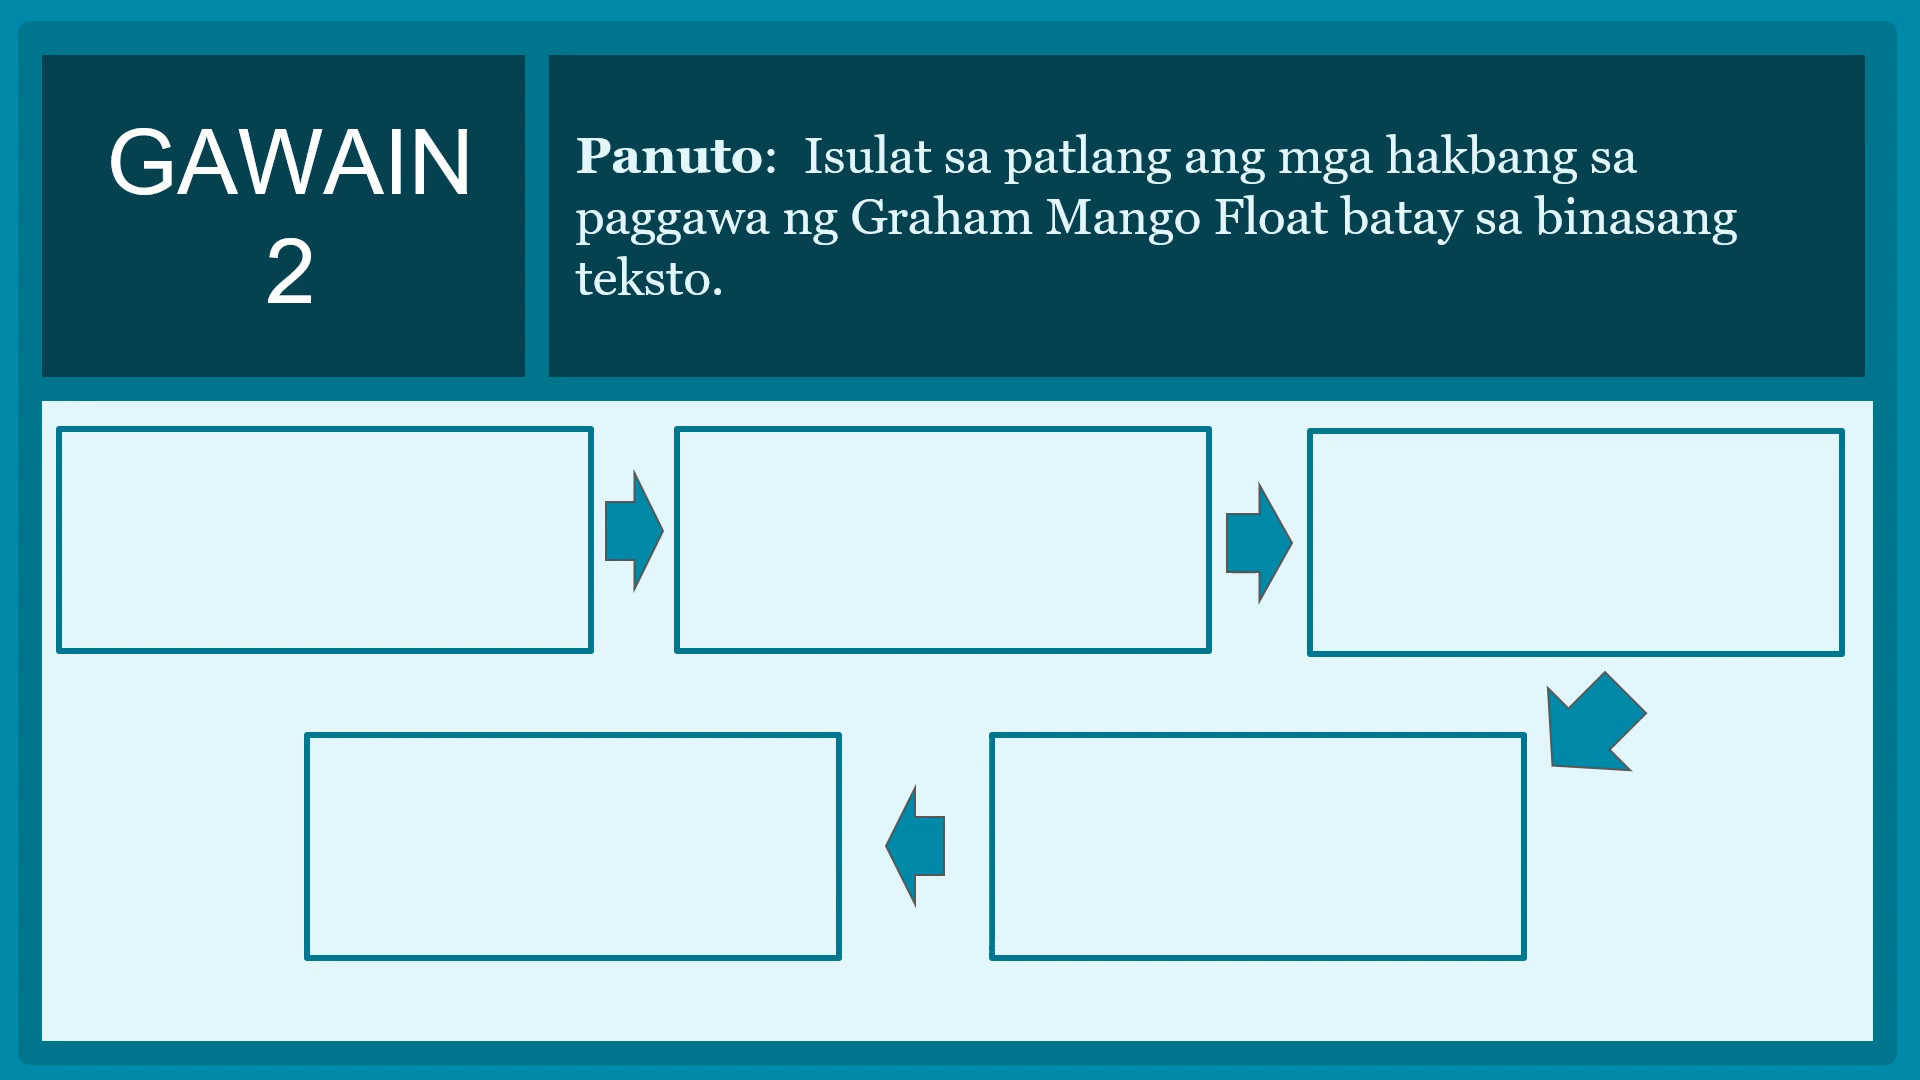 GAWAIN
2
Panuto:  Isulat sa patlang ang mga hakbang sa
paggawa ng Graham Mango Float batay sa binasang
teksto.